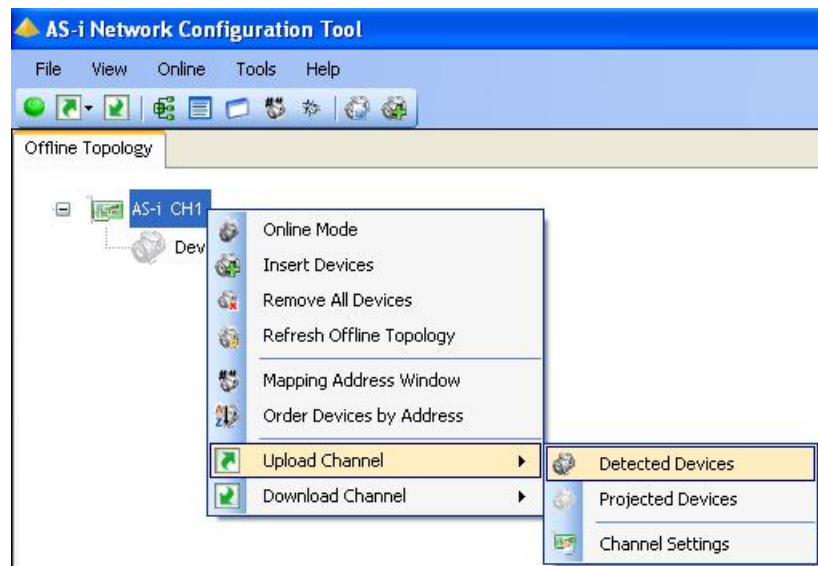 AS-i Network Configuration Tool
File View Online Tools Help
Offline Topology
AS-i CH1
Online Mode
Dev
Insert Devices
Remove All Devices
Refresh Offline Topology
Mapping Address Window
Order Devices by Address
Upload Channel
Detected Devices
Download Channel
Projected Devices
Channel Settings